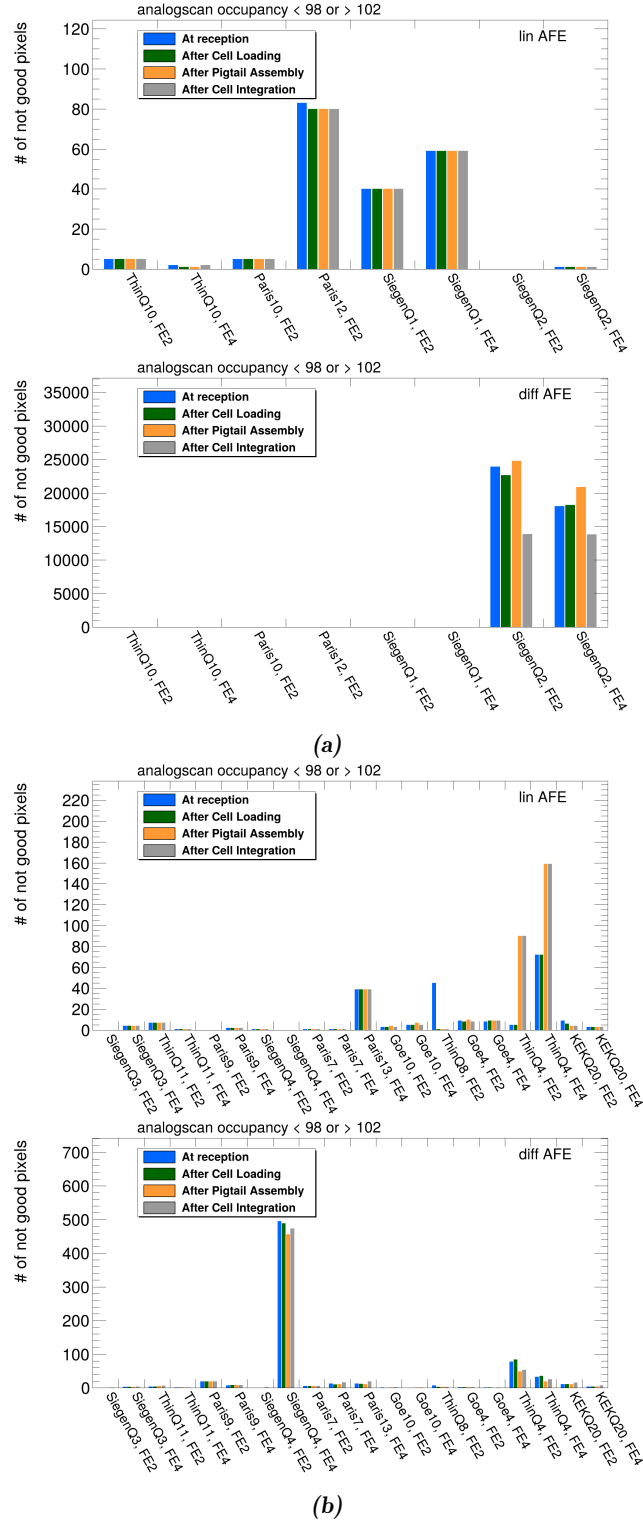 analogscan occupancy < 98 or > 102
# of not good pixels
lin AFE
At reception
After Cell Loading
After Pigtail Assembly
After Cell Integration
120
100
80
60
40
20
0
ThinQ10, FE2
ThinQ10, FE4
Paris10, FE2
Paris12, FE2
SiegenQ1, FE2
SiegenQ1, FE4
SiegenQ2, FE2
SiegenQ2, FE4
analogscan occupancy < 98 or > 102
# of not good pixels
diff AFE
At reception
After Cell Loading
After Pigtail Assembly
After Cell Integration
35000
30000
25000
20000
15000
10000
5000
0
ThinQ10, FE2
ThinQ10, FE4
Paris10, FE2
Paris12, FE2
SiegenQ1, FE2
SiegenQ1, FE4
SiegenQ2, FE2
SiegenQ2, FE4
(a)
analogscan occupancy < 98 or > 102
# of not good pixels
lin AFE
At reception
After Cell Loading
After Pigtail Assembly
After Cell Integration
220
200
180
160
140
120
100
80
60
40
20
0
SiegenQ3, FE2
SiegenQ3, FE4
ThinQ11, FE2
ThinQ11, FE4
Paris9, FE2
Paris9, FE4
SiegenQ4, FE2
SiegenQ4, FE4
Paris7, FE2
Paris7, FE4
Paris13, FE4
Goe10, FE2
Goe10, FE4
ThinQ8, FE2
Goe4, FE2
Goe4, FE4
ThinQ4, FE2
ThinQ4, FE4
KEKQ20, FE2
KEKQ20, FE4
analogscan occupancy < 98 or > 102
# of not good pixels
diff AFE
At reception
After Cell Loading
After Pigtail Assembly
After Cell Integration
700
600
500
400
300
200
100
0
SiegenQ3, FE2
SiegenQ3, FE4
ThinQ11, FE2
ThinQ11, FE4
Paris9, FE2
Paris9, FE4
SiegenQ4, FE2
SiegenQ4, FE4
Paris7, FE2
Paris7, FE4
Paris13, FE4
Goe10, FE2
Goe10, FE4
ThinQ8, FE2
Goe4, FE2
Goe4, FE4
ThinQ4, FE2
ThinQ4, FE4
KEKQ20, FE2
KEKQ20, FE4
(b)